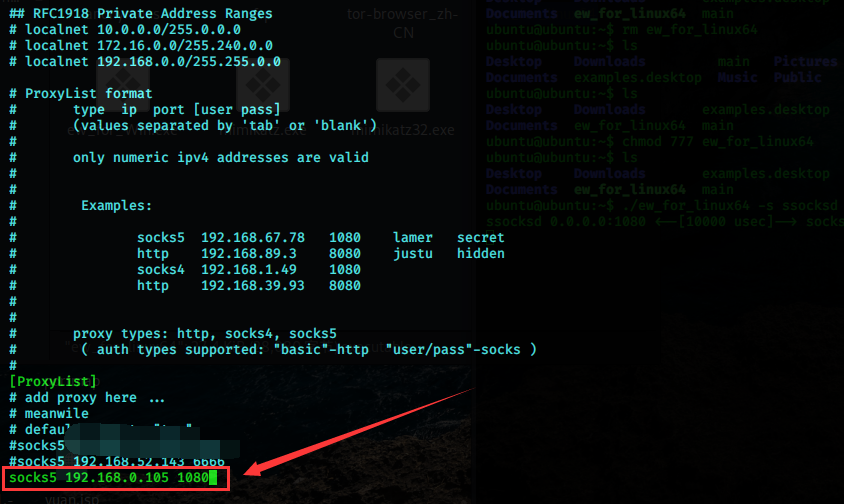 ## RFC1918 Private Address Ranges
# localnet 10.0.0.0/255.0.0.0
# localnet 172.16.0.0/255.240.0.0
# localnet 192.168.0.0/255.255.0.0
# ProxyList format
#       type  ip  port [user pass]
#       (values separated by 'tab' or 'blank')
#
#       only numeric ipv4 addresses are valid
#
#
#        Examples:
#
#               socks5  192.168.67.78   1080    lamer   secret
#               http    192.168.89.3    8080    justu   hidden
#               socks4  192.168.1.49    1080
#               http    192.168.39.93   8080
#
#
#       proxy types: http, socks4, socks5
#        ( auth types supported: "basic"-http  "user/pass"-socks )
#
[ProxyList]
# add proxy here ...
# meanwile
#
#socks5
#socks5 192.168.52.143 6666
socks5 192.168.0.105 1080
tor-browser_zh-
CN
Documents  ew_for_linux64  main
ubuntu@ubuntu:~$ rm ew_for_linux64
ubuntu@ubuntu:~$ ls
Desktop    Downloads         main   Pictures
Documents  examples.desktop  Music  Public
ubuntu@ubuntu:~$ ls
Desktop    Downloads       examples.desktop
Documents  ew_for_linux64  main
ubuntu@ubuntu:~$ chmod 777 ew_for_linux64
ubuntu@ubuntu:~$ ls
Desktop    Downloads       examples.desktop
Documents  ew_for_linux64  main
ubuntu@ubuntu:~$ ./ew_for_linux64 -s ssocksd
ssocksd 0.0.0.0:1080 <--[10000 usec]--> socks